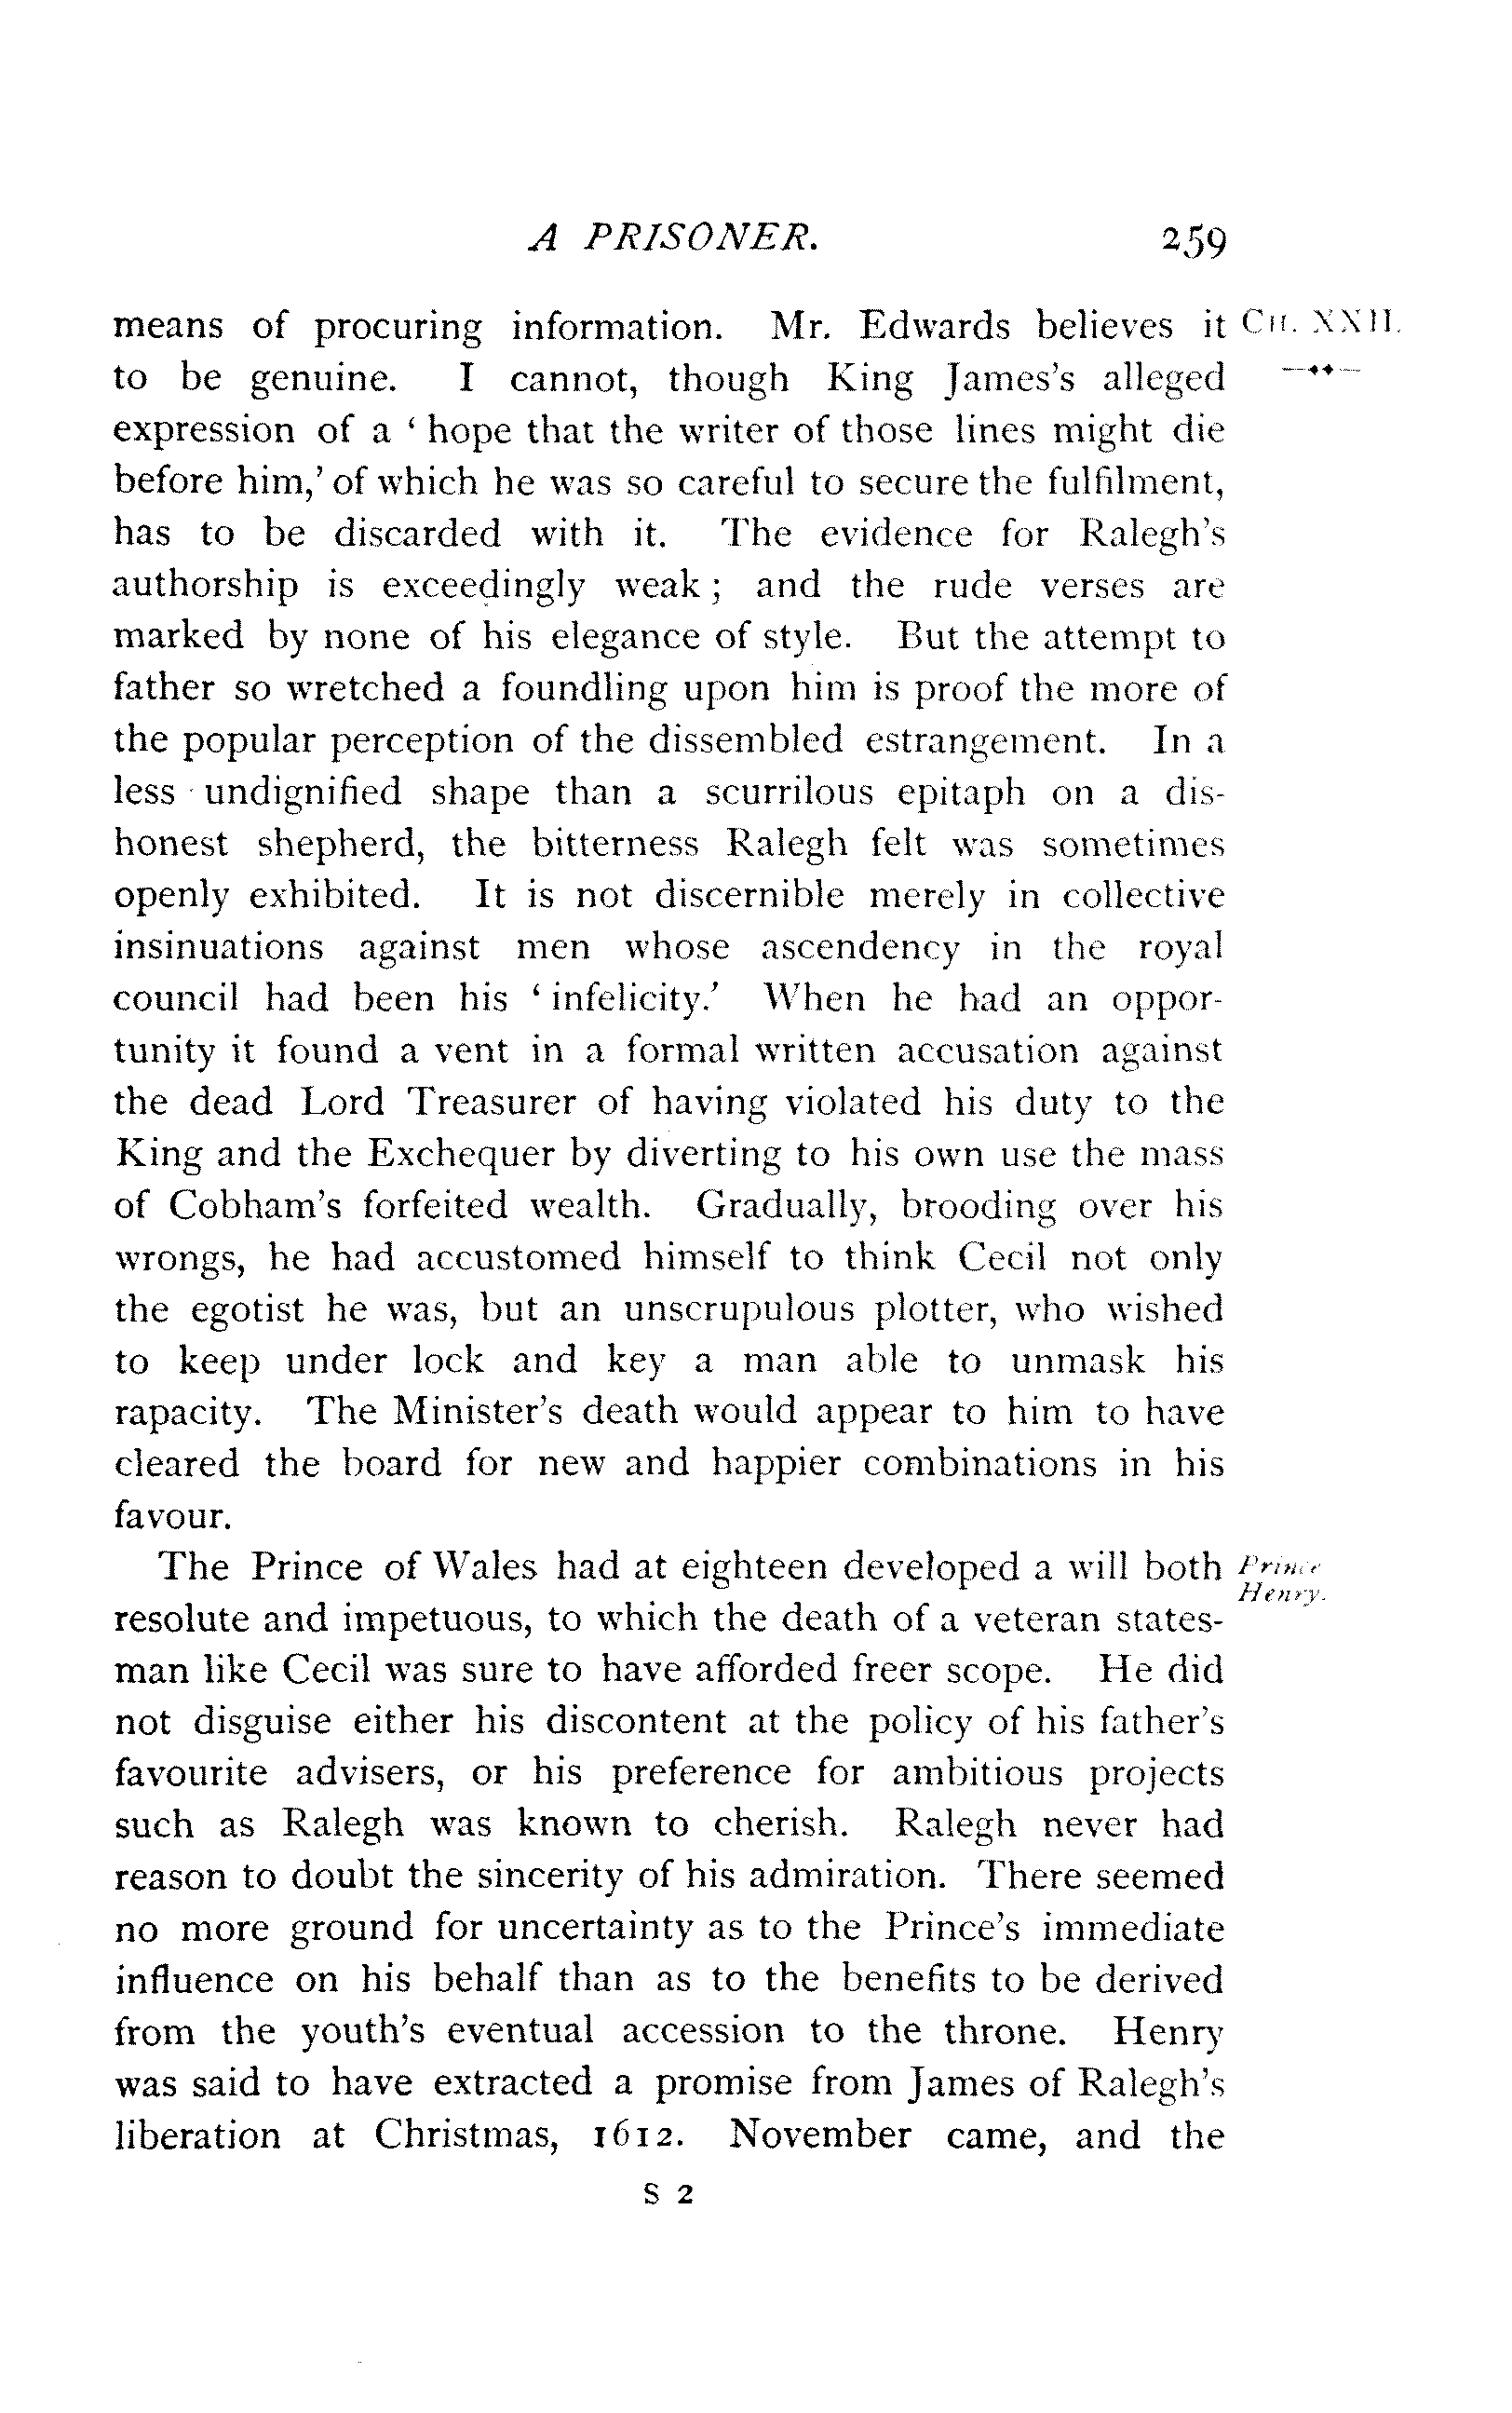 A PRISONER. 259
means of procuring information. Mr. Edwards believes it CH. XXII.
to be genuine. I cannot, though King James's alleged
expression of a ‘ hope that the writer of those lines might die
before him,’ of which he was so careful to secure the fulfilment,
has to be discarded with it. The evidence for Ralegh's
authorship is exceedingly weak ; and the rude verses are
marked by none of his elegance of style. But the attempt to
father so wretched a foundling upon him is proof the more of
the popular perception of the dissembled estrangement. In a
less undignified shape than a scurrilous epitaph on a dis-
honest shepherd, the bitterness Ralegh felt was sometimes
openly exhibited. It is not discernible merely in collective
insinuations against men whose ascendency in the royal
council had been his ‘ infelicity.’ When he had an oppor-
tunity it found a vent in a formal written accusation against
the dead Lord Treasurer of having violated his duty to the
King and the Exchequer by diverting to his own use the mass
of Cobham's forfeited wealth. Gradually, brooding over his
wrongs, he had accustomed himself to think Cecil not only
the egotist he was, but an unscrupulous plotter, who wished
to keep under lock and key a man able to unmask his
rapacity. The Minister's death would appear to him to have
cleared the board for new and happier combinations in his
favour.
The Prince of Wales had at eighteen developed a will both Prince
Henry.
resolute and impetuous, to which the death of a veteran states-
man like Cecil was sure to have afforded freer scope. He did
not disguise either his discontent at the policy of his father's
favourite advisers, or his preference for ambitious projects
such as Ralegh was known to cherish. Ralegh never had
reason to doubt the sincerity of his admiration. There seemed
no more ground for uncertainty as to the Prince's immediate
influence on his behalf than as to the benefits to be derived
from the youth's eventual accession to the throne. Henry
was said to have extracted a promise from James of Ralegh's
liberation at Christmas, 1612. November came, and the
S 2